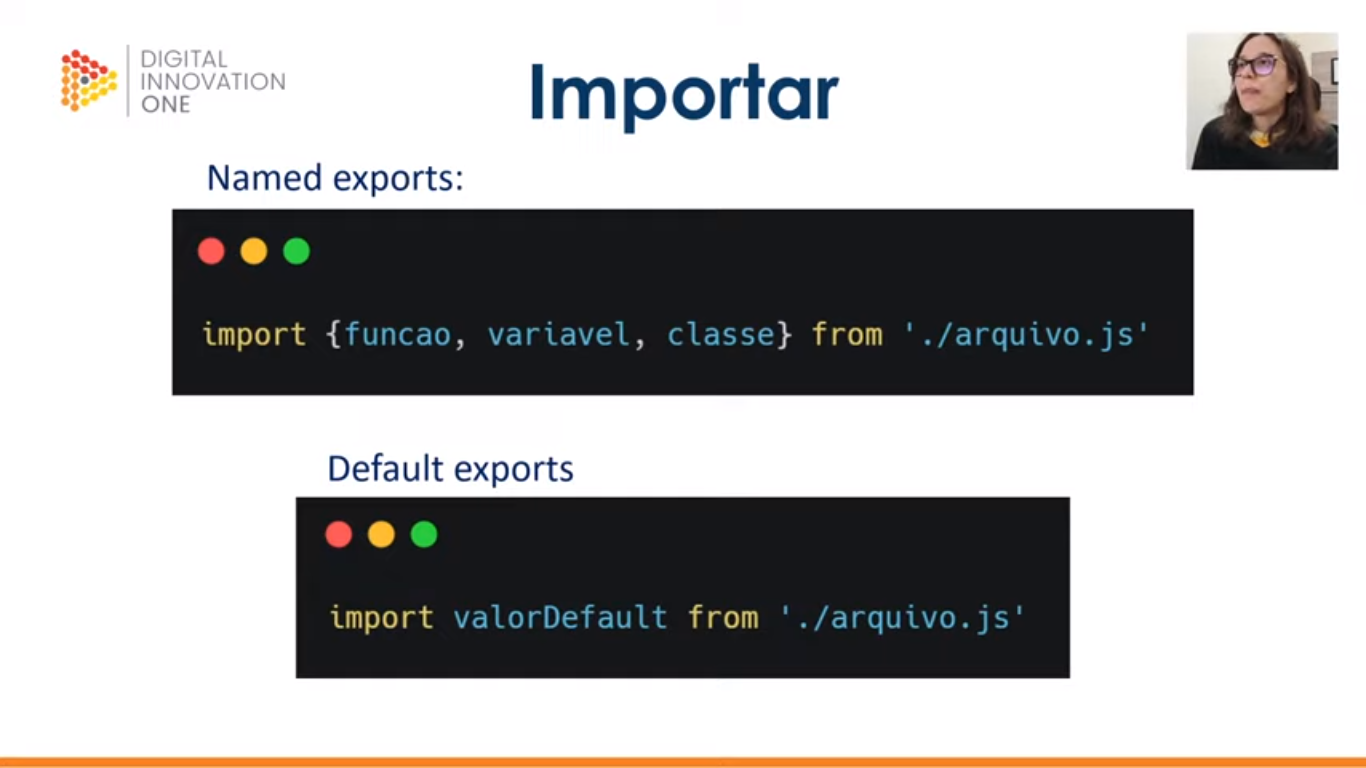 DIGITAL
INNOVATION
ONE
Importar
Named exports:
import {funcao, variavel, classe} from './arquivo.js'
Default exports
import valorDefault from './arquivo.js'